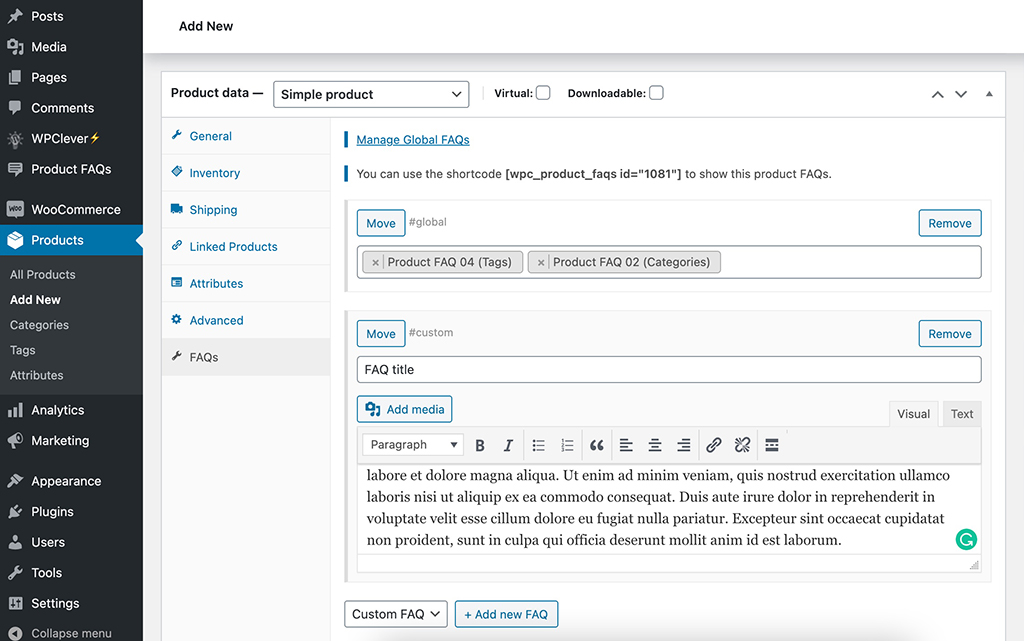 Posts
Media
Pages
Comments
WPClever⚡
Product FAQs
WooCommerce
Products
All Products
Add New
Categories
Tags
Attributes
Analytics
Marketing
Appearance
Plugins
Users
Tools
Settings
Collapse menu
Add New
Product data — Simple product Virtual: Downloadable:
General
Inventory
Shipping
Linked Products
Attributes
Advanced
FAQs
Manage Global FAQs
You can use the shortcode [wpc_product_faqs id="1081"] to show this product FAQs.
Move #global Remove
× Product FAQ 04 (Tags) × Product FAQ 02 (Categories)
Move #custom Remove
FAQ title
Add media Visual Text
Paragraph B I
labore et dolore magna aliqua. Ut enim ad minim veniam, quis nostrud exercitation ullamco
laboris nisi ut aliquip ex ea commodo consequat. Duis aute irure dolor in reprehenderit in
voluptate velit esse cillum dolore eu fugiat nulla pariatur. Excepteur sint occaecat cupidatat
non proident, sunt in culpa qui officia deserunt mollit anim id est laborum.
Custom FAQ + Add new FAQ